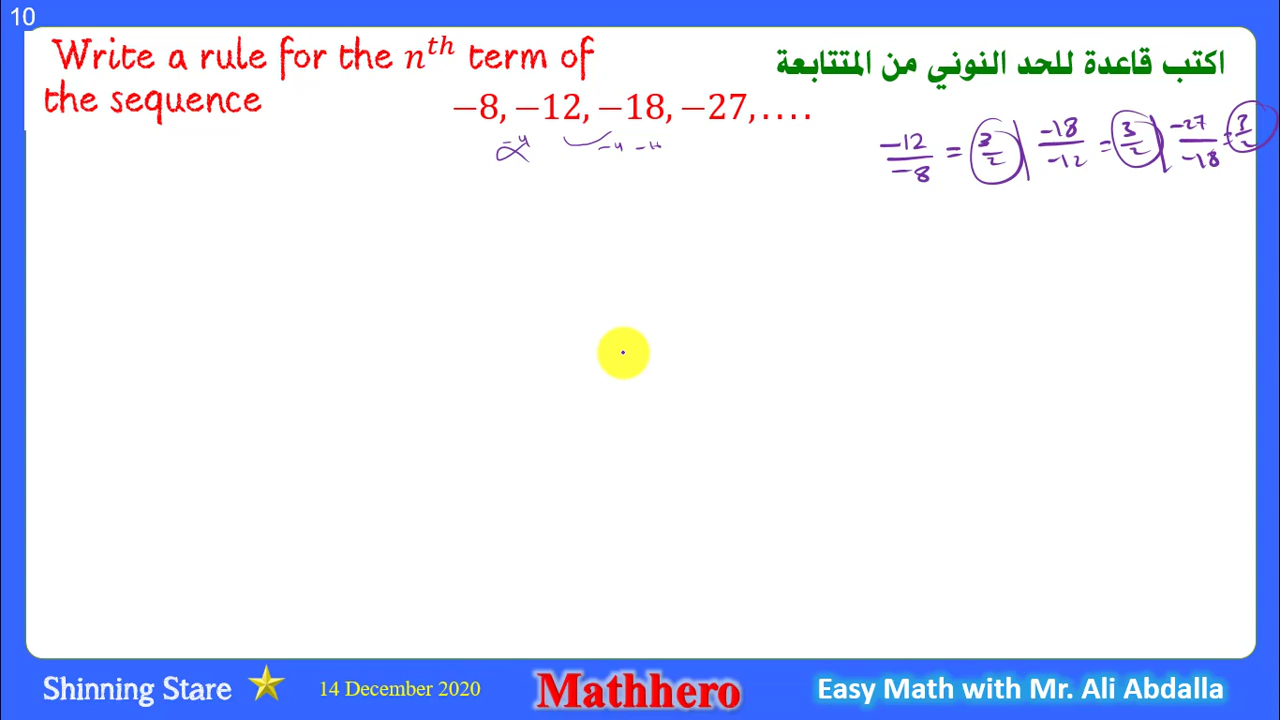 10
Write a rule for the nᵗʰ term of
the sequence
−8, −12, −18, −27, ....
اكتب قاعدة للحد النوني من المتتابعة
-12/-8 = 3/2 | -18/-12 = 3/2 | -27/-18 = 3/2
-4
Shinning Stare
14 December 2020
Mathhero
Easy Math with Mr. Ali Abdalla